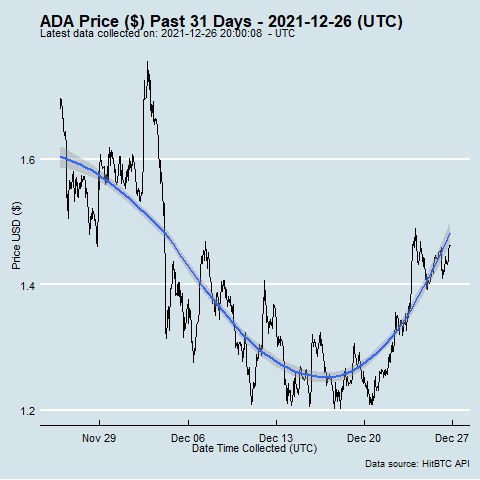 ADA Price ($) Past 31 Days - 2021-12-26 (UTC)
Latest data collected on: 2021-12-26 20:00:08 - UTC
1.6
1.4
1.2
Price USD ($)
Nov 29 Dec 06 Dec 13 Dec 20 Dec 27
Date Time Collected (UTC)
Data source: HitBTC API